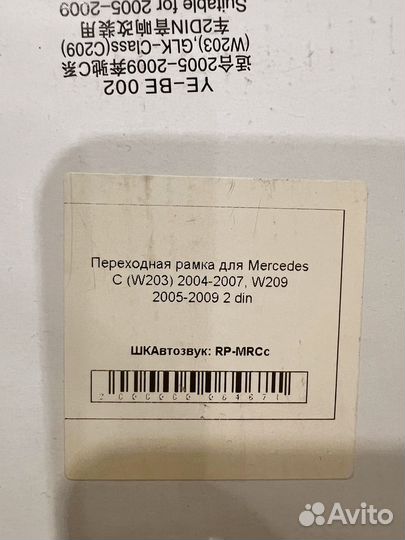 YE-BE 002
适合2005-2009奔驰C系
(W203),GLK-Class(C209)
车2DIN音响改装用
Suitable for 2005-2009
Переходная рамка для Mercedes
C (W203) 2004-2007, W209
2005-2009 2 din
ШКАвтозвук: RP-MRCc
Avito